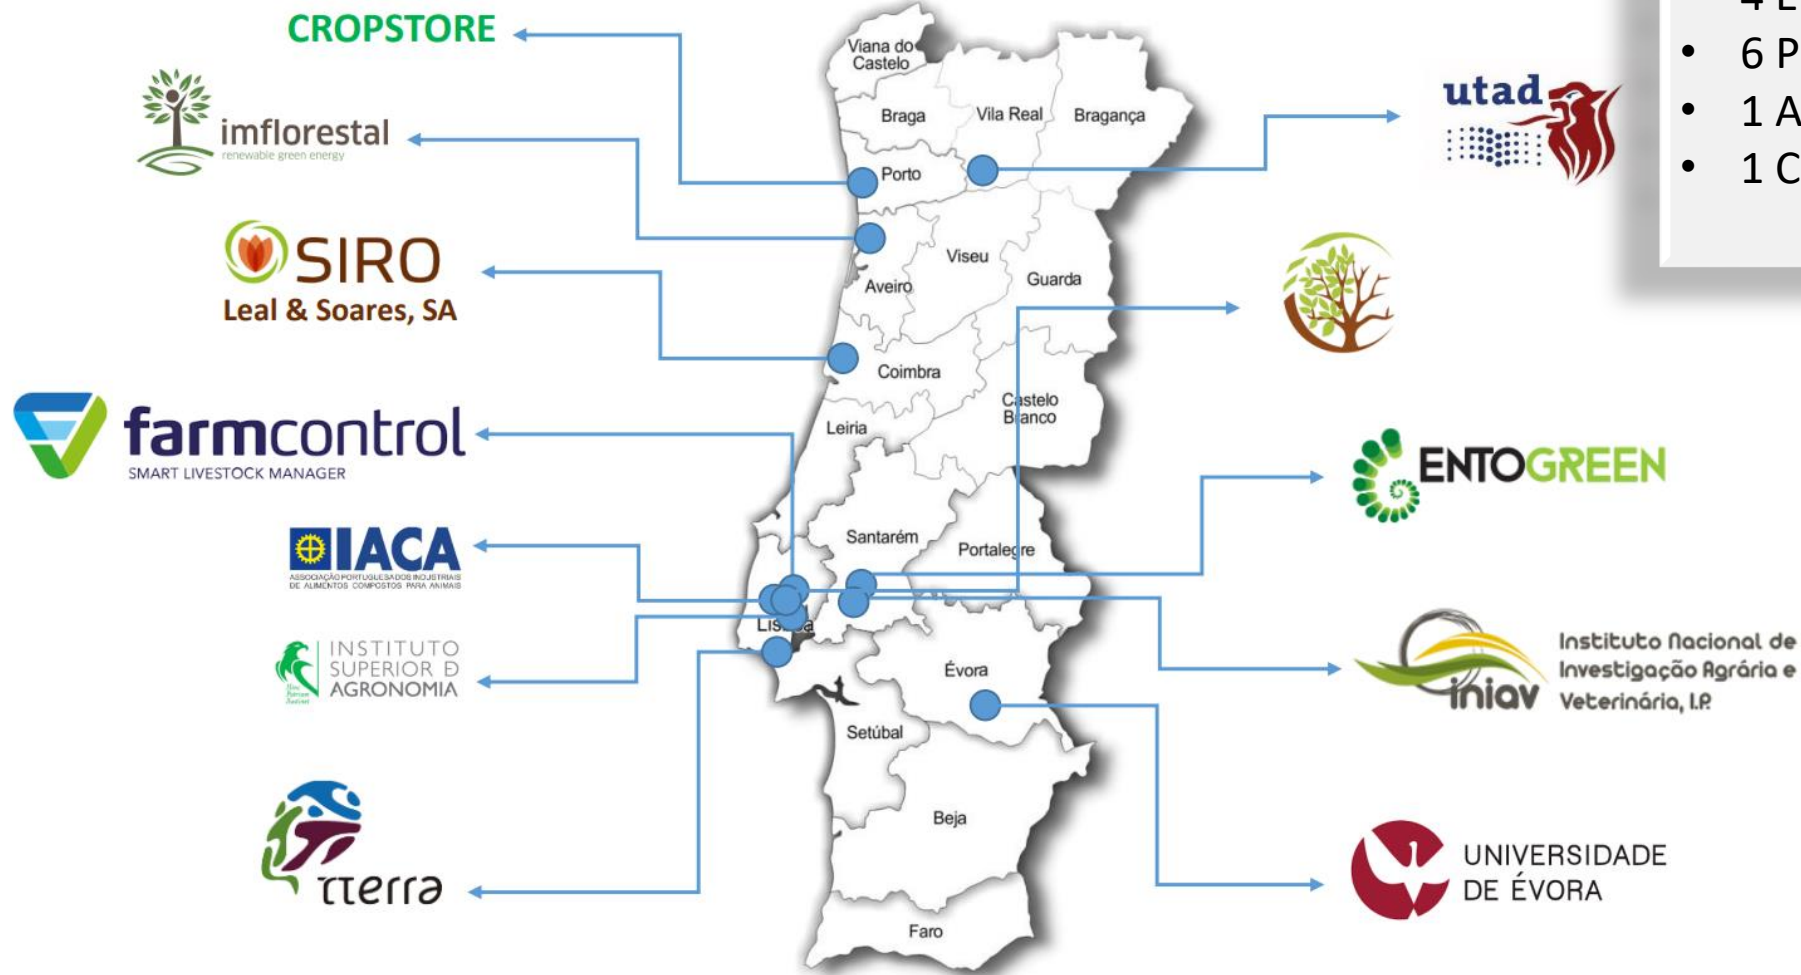 CROPSTORE
imflorestal
renewable green energy
SIRO
Leal & Soares, SA
farmcontrol
SMART LIVESTOCK MANAGER
IACA
ASSOCIAÇÃO PORTUGUESA DOS INDUSTRIAIS
DE ALIMENTOS COMPOSTOS PARA ANIMAIS
INSTITUTO
SUPERIOR D
AGRONOMIA
terra
Viana do
Castelo
Braga
Vila Real
Bragança
Porto
Viseu
Aveiro
Guarda
Coimbra
Castelo
Branco
Leiria
Santarém
Portalegre
Lisboa
Évora
Setúbal
Beja
Faro
utad
ENTOGREEN
iniav
Instituto Nacional de
Investigação Agrária e
Veterinária, I.P.
UNIVERSIDADE
DE ÉVORA
• 6 P
• 1 A
• 1 C